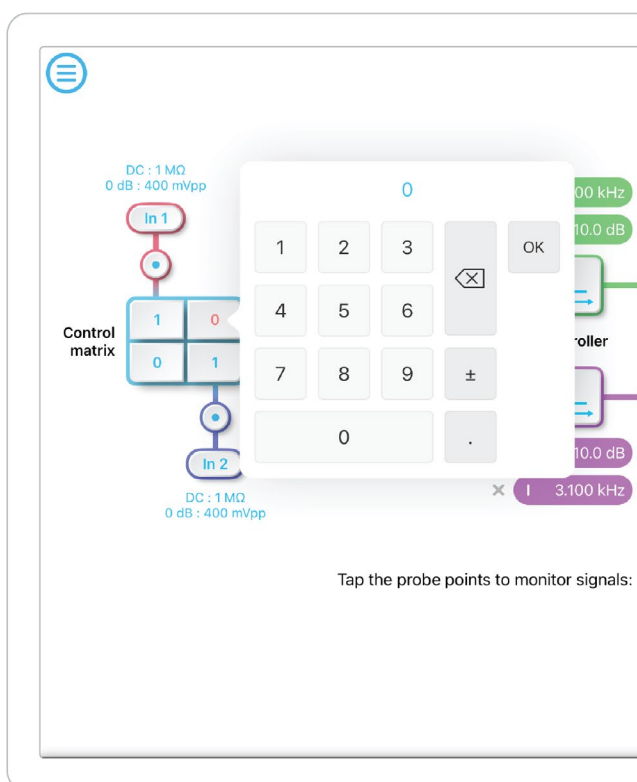 DC : 1 MΩ
0 dB : 400 mVpp
In 1
Control
matrix
1 0
0 1
In 2
DC : 1 MΩ
0 dB : 400 mVpp
0
1 2 3 OK
4 5 6
7 8 9 ±
0 .
00 kHz
10.0 dB
roller
10.0 dB
I 3.100 kHz
Tap the probe points to monitor signals: